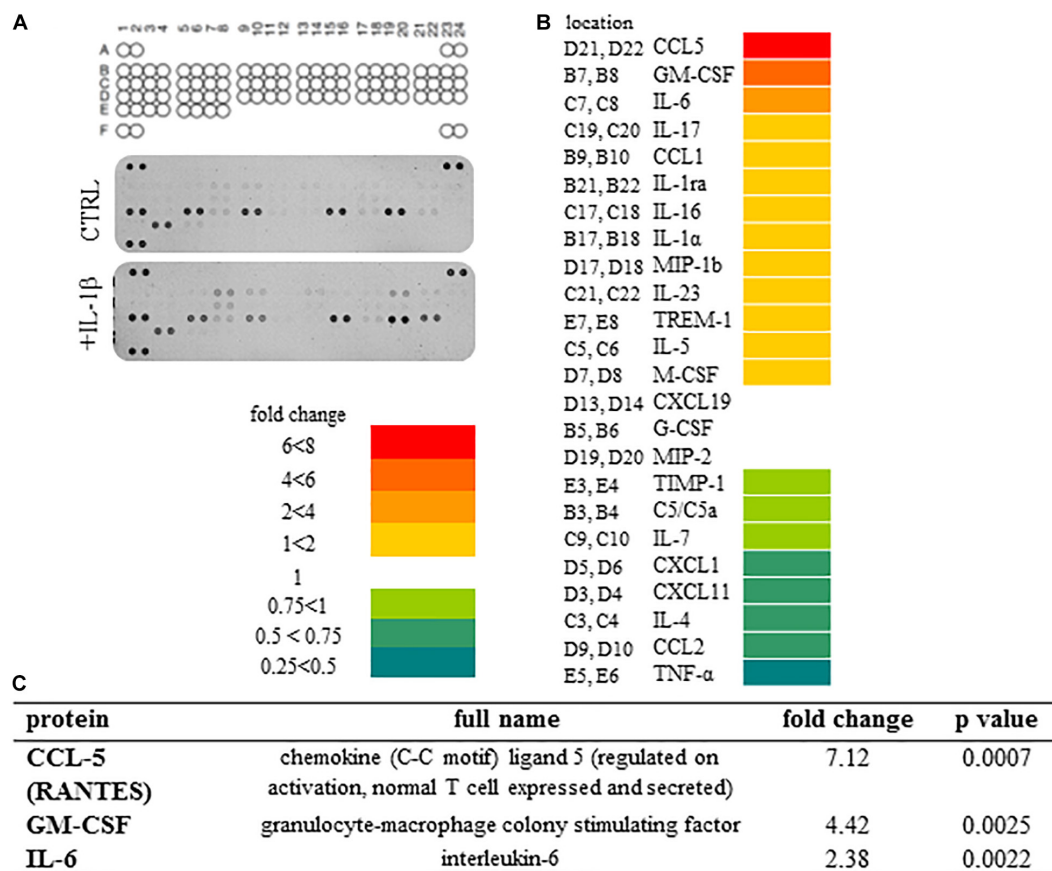 A
1 2 3 4 5 6 7 8 9 10 11 12 13 14 15 16 17 18 19 20 21 22 23 24
A
B
C
D
E
F
CTRL
+IL-1β
fold change
6<8
4<6
2<4
1<2
1
0.75<1
0.5 < 0.75
0.25<0.5
B
location
D21, D22 CCL5
B7, B8 GM-CSF
C7, C8 IL-6
C19, C20 IL-17
B9, B10 CCL1
B21, B22 IL-1ra
C17, C18 IL-16
B17, B18 IL-1α
D17, D18 MIP-1b
C21, C22 IL-23
E7, E8 TREM-1
C5, C6 IL-5
D7, D8 M-CSF
D13, D14 CXCL19
B5, B6 G-CSF
D19, D20 MIP-2
E3, E4 TIMP-1
B3, B4 C5/C5a
C9, C10 IL-7
D5, D6 CXCL1
D3, D4 CXCL11
C3, C4 IL-4
D9, D10 CCL2
E5, E6 TNF-α
C
protein full name fold change p value
CCL-5 chemokine (C-C motif) ligand 5 (regulated on 7.12 0.0007
(RANTES) activation, normal T cell expressed and secreted)
GM-CSF granulocyte-macrophage colony stimulating factor 4.42 0.0025
IL-6 interleukin-6 2.38 0.0022